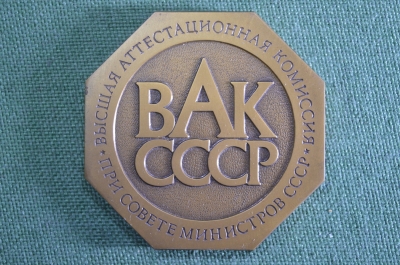 ВЫСШАЯ АТТЕСТАЦИОННАЯ КОМИССИЯ
• ПРИ СОВЕТЕ МИНИСТРОВ СССР •
ВАК
СССР